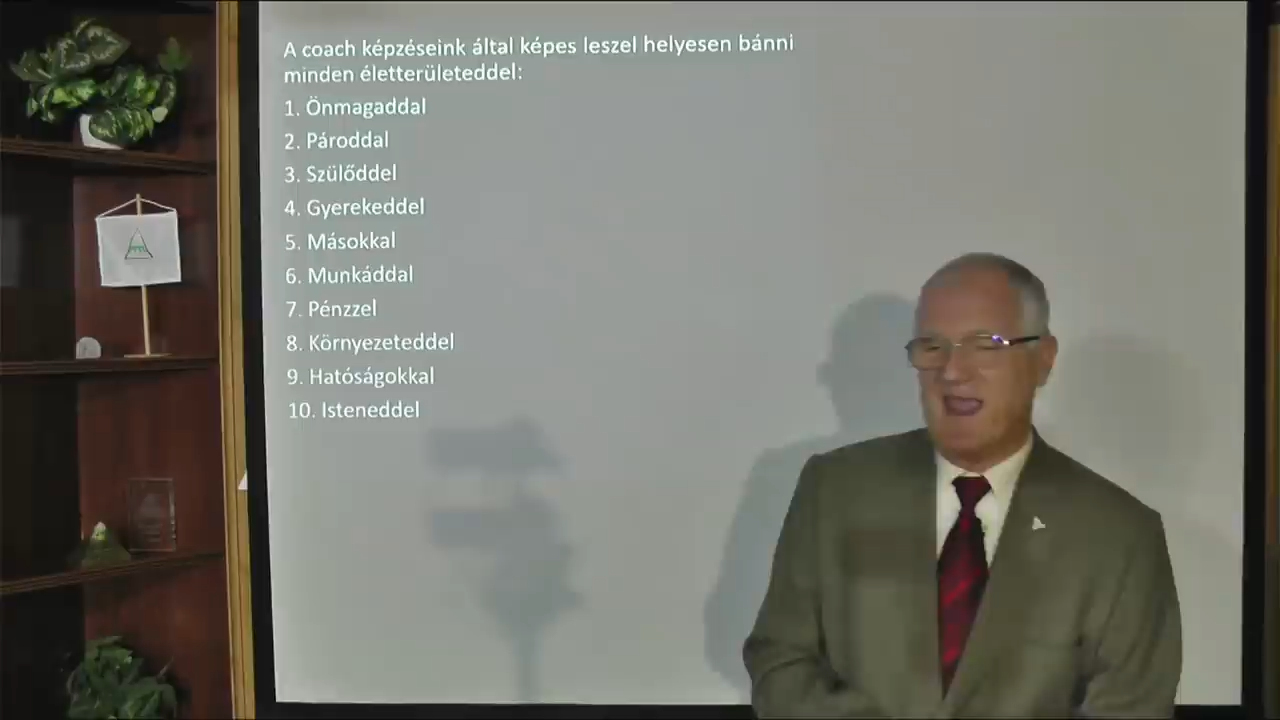 A coach képzéseink által képes leszel helyesen bánni
minden életterületeddel:
1. Önmagaddal
2. Pároddal
3. Szülőddel
4. Gyerekeddel
5. Másokkal
6. Munkáddal
7. Pénzzel
8. Környezeteddel
9. Hatóságokkal
10. Isteneddel